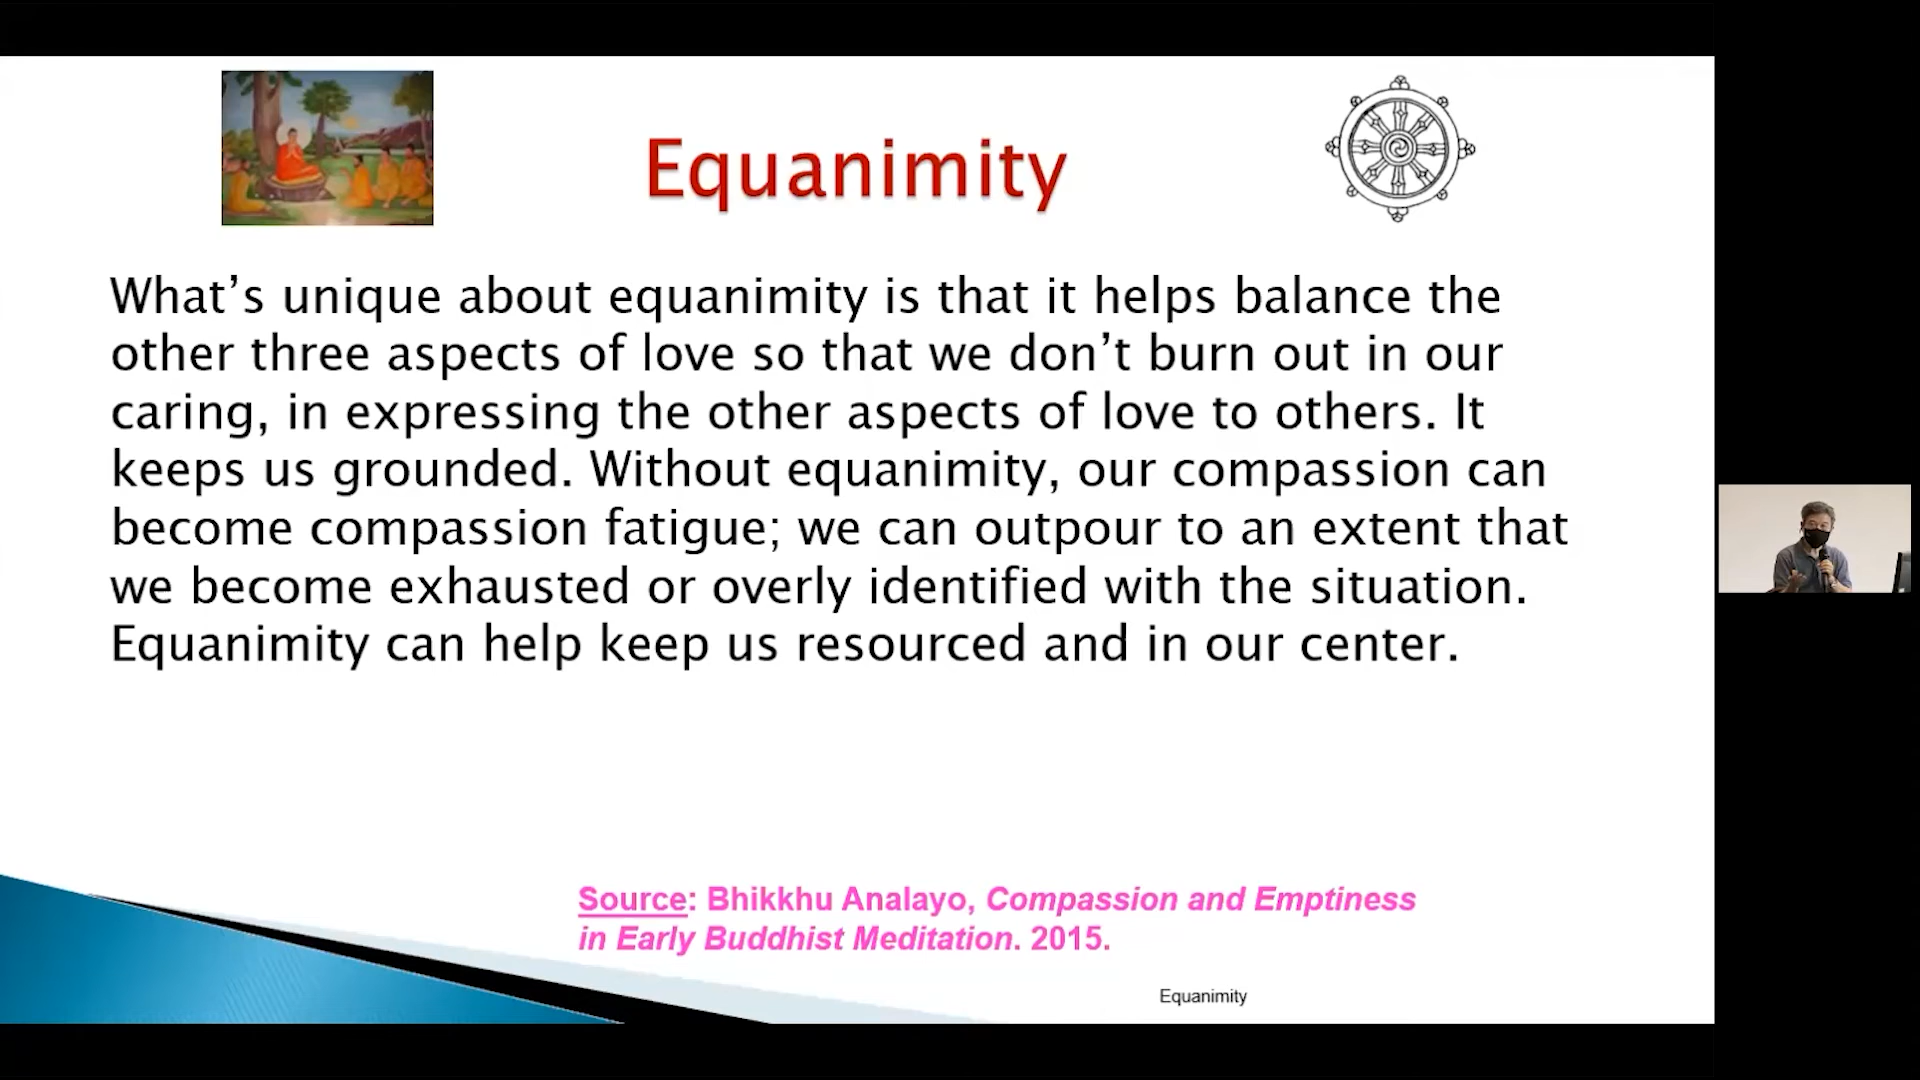 Equanimity
What’s unique about equanimity is that it helps balance the
other three aspects of love so that we don’t burn out in our
caring, in expressing the other aspects of love to others. It
keeps us grounded. Without equanimity, our compassion can
become compassion fatigue; we can outpour to an extent that
we become exhausted or overly identified with the situation.
Equanimity can help keep us resourced and in our center.
Source: Bhikkhu Analayo, Compassion and Emptiness
in Early Buddhist Meditation. 2015.
Equanimity